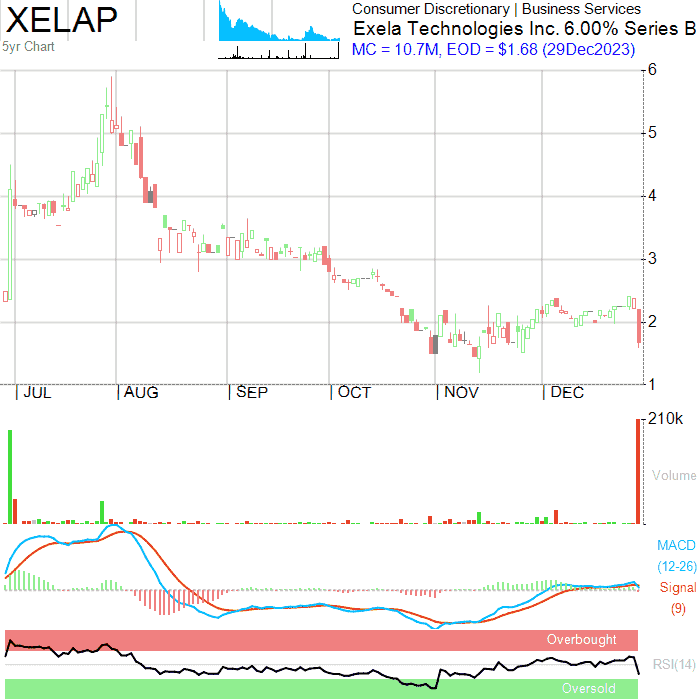 XELAP
5yr Chart
Consumer Discretionary | Business Services
Exela Technologies Inc. 6.00% Series B
MC = 10.7M, EOD = $1.68 (29Dec2023)
6
5
4
3
2
1
JUL AUG SEP OCT NOV DEC
210k
Volume
MACD
(12-26)
Signal
(9)
Overbought
RSI(14)
Oversold